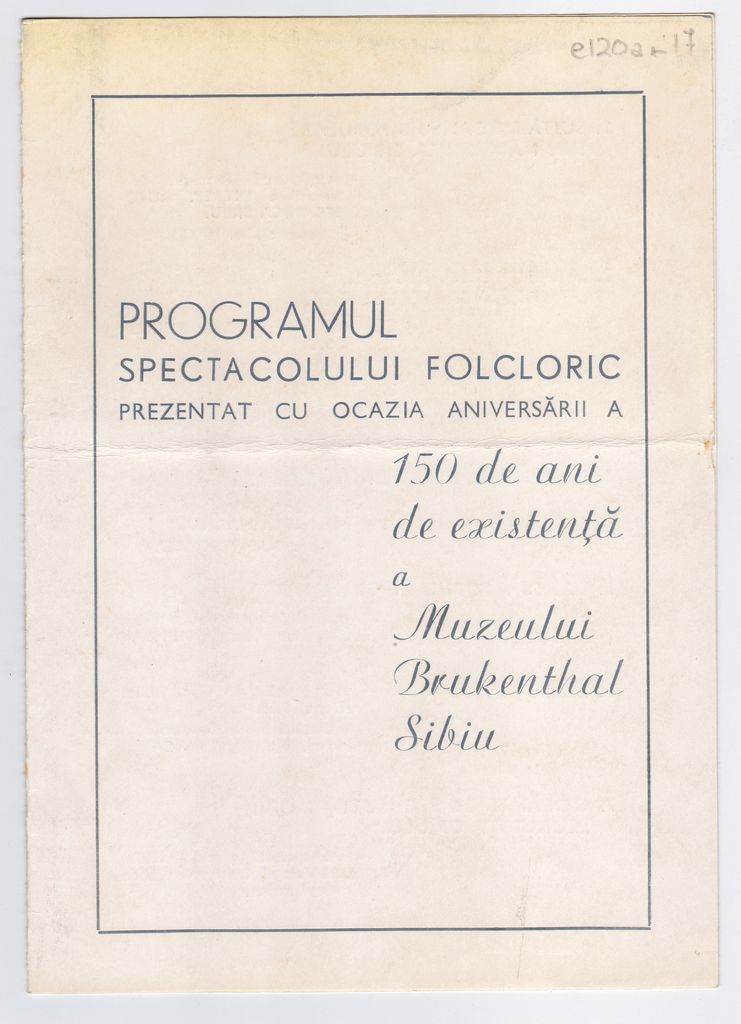 e120a-17
PROGRAMUL
SPECTACOLULUI FOLCLORIC
PREZENTAT CU OCAZIA ANIVERSĂRII A
150 de ani
de existență
a
Muzeului
Brukenthal
Sibiu